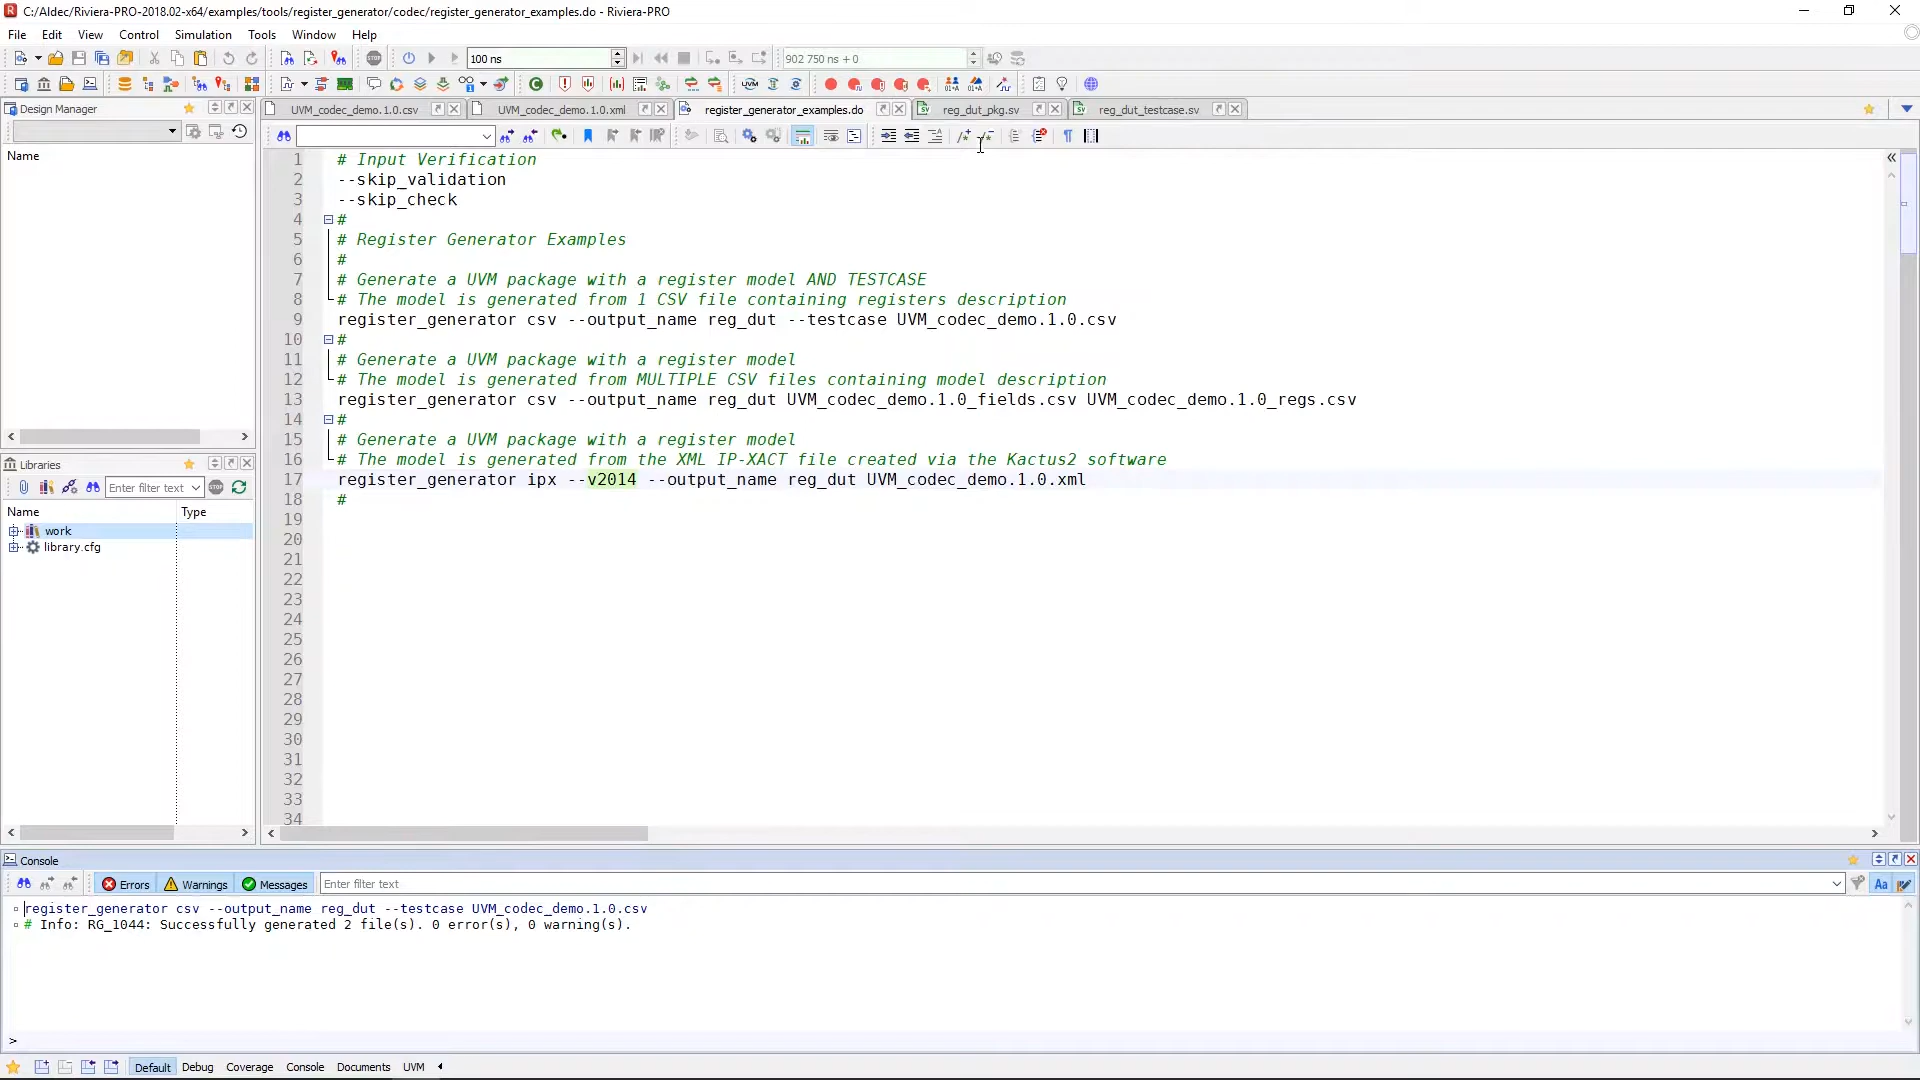 C:/Aldec/Riviera-PRO-2018.02-x64/examples/tools/register_generator/codec/register_generator_examples.do - Riviera-PRO
File Edit View Control Simulation Tools Window Help
100 ns
902 750 ns + 0
Design Manager
UVM_codec_demo.1.0.csv
UVM_codec_demo.1.0.xml
register_generator_examples.do
reg_dut_pkg.sv
reg_dut_testcase.sv
Name
1 # Input Verification
2 --skip_validation
3 --skip_check
4 #
5 # Register Generator Examples
6 #
7 # Generate a UVM package with a register model AND TESTCASE
8 # The model is generated from 1 CSV file containing registers description
9 register_generator csv --output_name reg_dut --testcase UVM_codec_demo.1.0.csv
10 #
11 # Generate a UVM package with a register model
12 # The model is generated from MULTIPLE CSV files containing model description
13 register_generator csv --output_name reg_dut UVM_codec_demo.1.0_fields.csv UVM_codec_demo.1.0_regs.csv
14 #
15 # Generate a UVM package with a register model
16 # The model is generated from the XML IP-XACT file created via the Kactus2 software
17 register_generator ipx --v2014 --output_name reg_dut UVM_codec_demo.1.0.xml
18 #
19
20
21
22
23
24
25
26
27
28
29
30
31
32
33
34
Libraries
Enter filter text
Name Type
work
library.cfg
Console
Errors Warnings Messages Enter filter text
register_generator csv --output_name reg_dut --testcase UVM_codec_demo.1.0.csv
# Info: RG_1044: Successfully generated 2 file(s). 0 error(s), 0 warning(s).
>
Default Debug Coverage Console Documents UVM